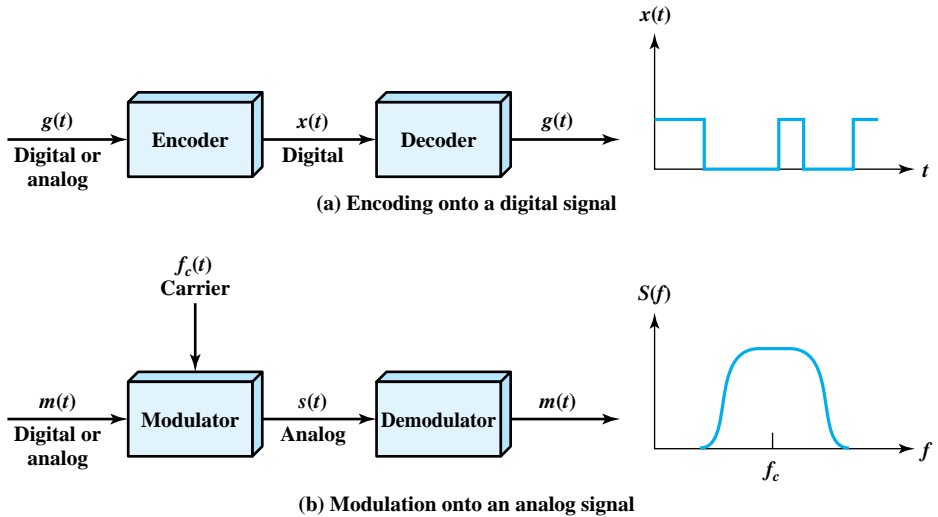 x(t)
g(t)
Digital or
analog
Encoder
x(t)
Digital
Decoder
g(t)
t
(a) Encoding onto a digital signal
f_c(t)
Carrier
S(f)
m(t)
Digital or
analog
Modulator
s(t)
Analog
Demodulator
m(t)
f
f_c
(b) Modulation onto an analog signal